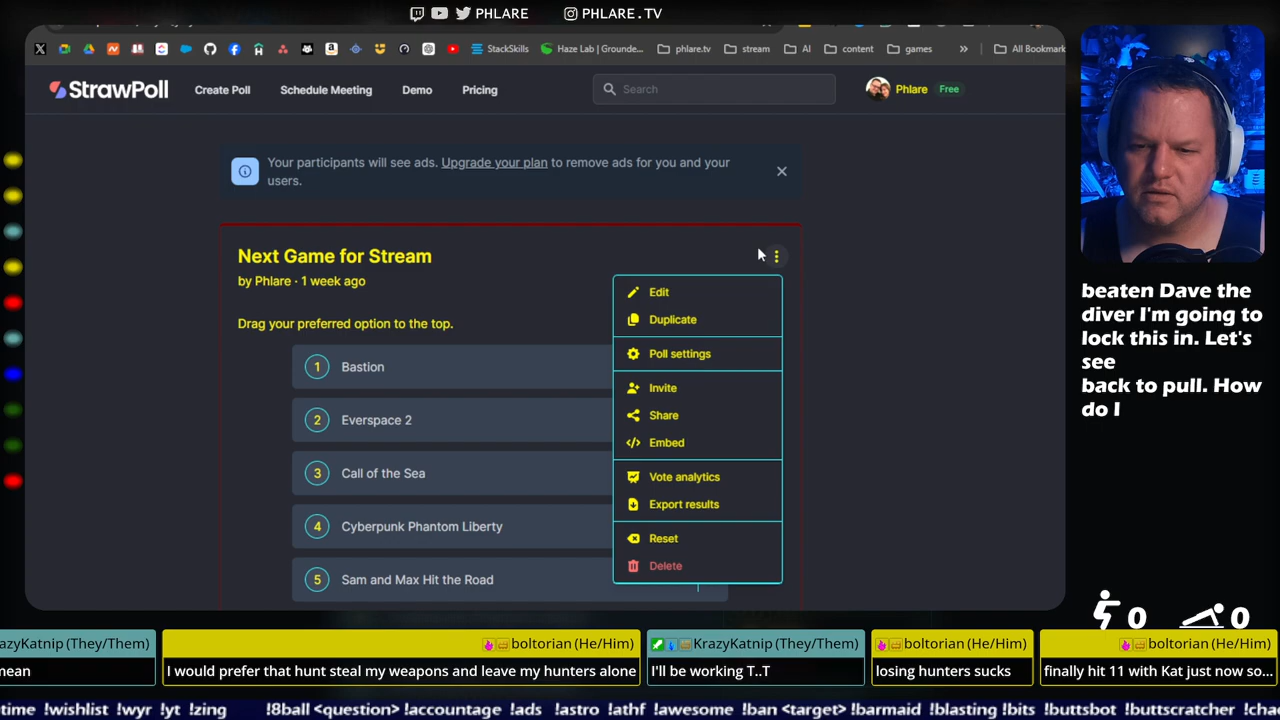 PHLARE PHLARE.TV
StackSkills Haze Lab | Grounde... phlare.tv stream AI content games » All Bookmark
StrawPoll Create Poll Schedule Meeting Demo Pricing Search Phlare Free
Your participants will see ads. Upgrade your plan to remove ads for you and your
users.
Next Game for Stream
by Phlare · 1 week ago
Drag your preferred option to the top.
1 Bastion
2 Everspace 2
3 Call of the Sea
4 Cyberpunk Phantom Liberty
5 Sam and Max Hit the Road
Edit
Duplicate
Poll settings
Invite
Share
Embed
Vote analytics
Export results
Reset
Delete
beaten Dave the
diver I'm going to
lock this in. Let's
see
back to pull. How
do I
0 0
azyKatnip (They/Them) boltorian (He/Him) KrazyKatnip (They/Them) boltorian (He/Him) boltorian (He/Him)
mean I would prefer that hunt steal my weapons and leave my hunters alone I'll be working T..T losing hunters sucks finally hit 11 with Kat just now so...
time !wishlist !wyr !yt !zing !8ball <question> !accountage !ads !astro !athf !awesome !ban <target> !barmaid !blasting !bits !buttsbot !buttscratcher !cha